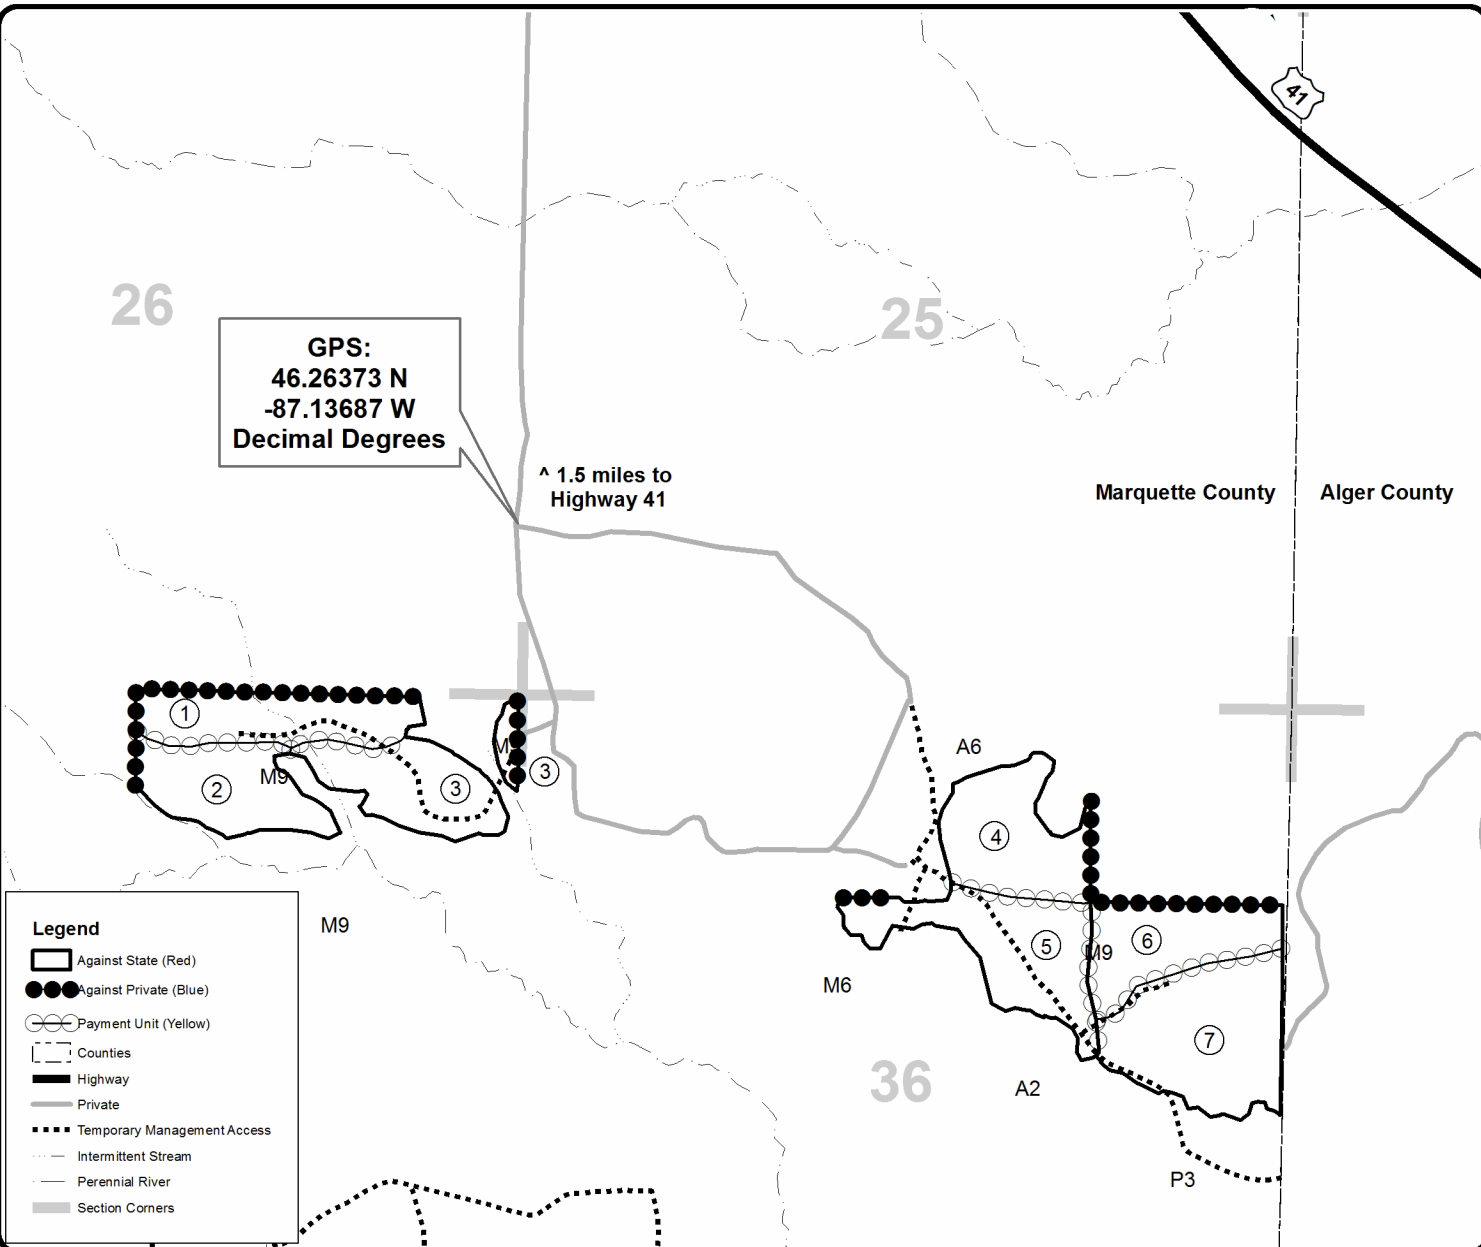 41
26
25
GPS:
46.26373 N
-87.13687 W
Decimal Degrees
^ 1.5 miles to
Highway 41
Marquette County
Alger County
1
M9
2
3
M
3
A6
4
5
M9
6
7
M9
M6
36
A2
P3
Legend
Against State (Red)
Against Private (Blue)
Payment Unit (Yellow)
Counties
Highway
Private
Temporary Management Access
Intermittent Stream
Perennial River
Section Corners